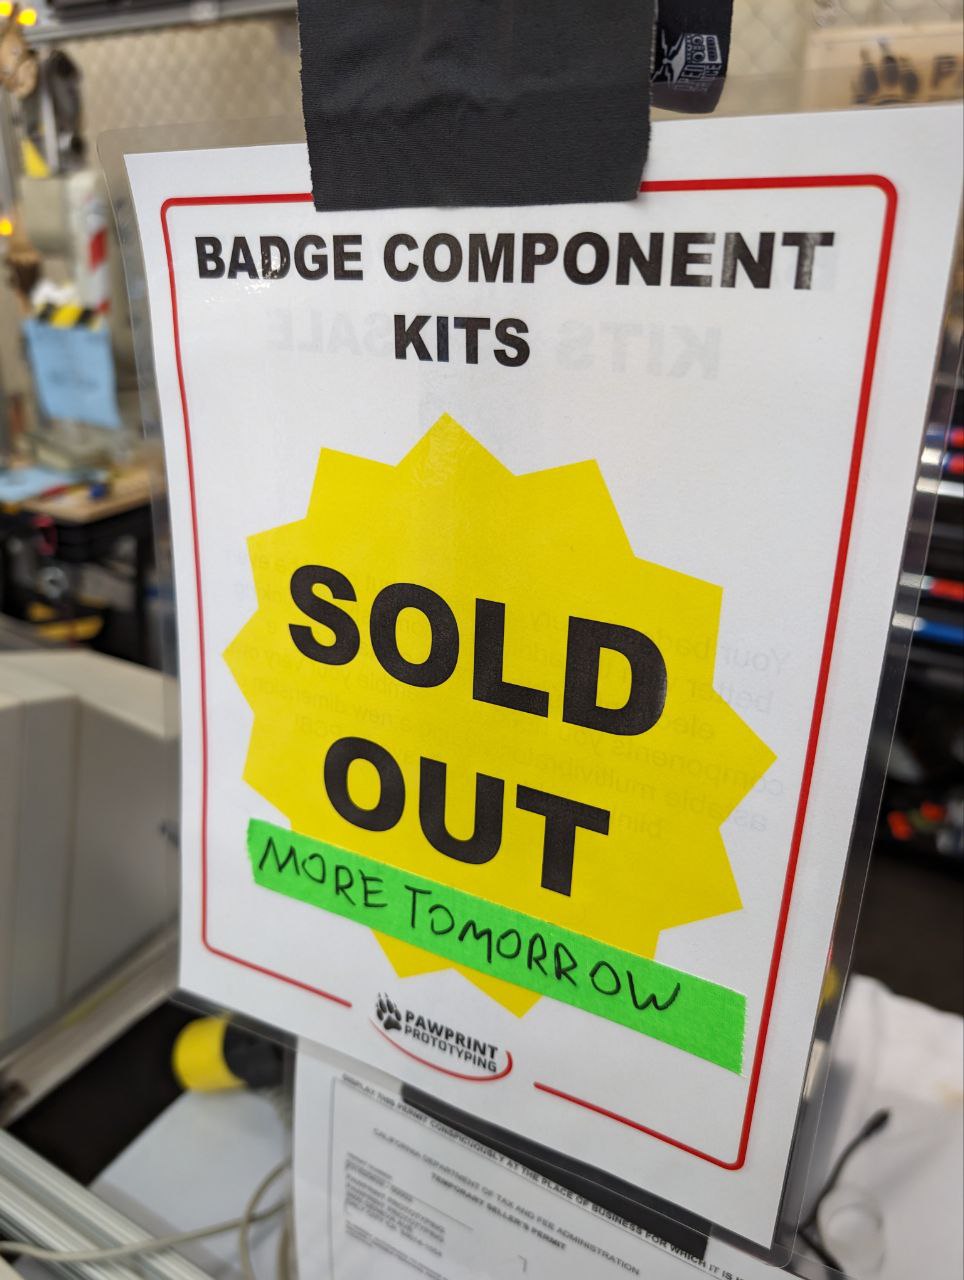 BADGE COMPONENT
KITS
SOLD
OUT
MORE TOMORROW
PAWPRINT
PROTOTYPING
DISPLAY THIS PERMIT CONSPICUOUSLY AT THE PLACE OF BUSINESS FOR WHICH IT IS
CALIFORNIA DEPARTMENT OF TAX AND FEE ADMINISTRATION
TEMPORARY SELLER'S PERMIT